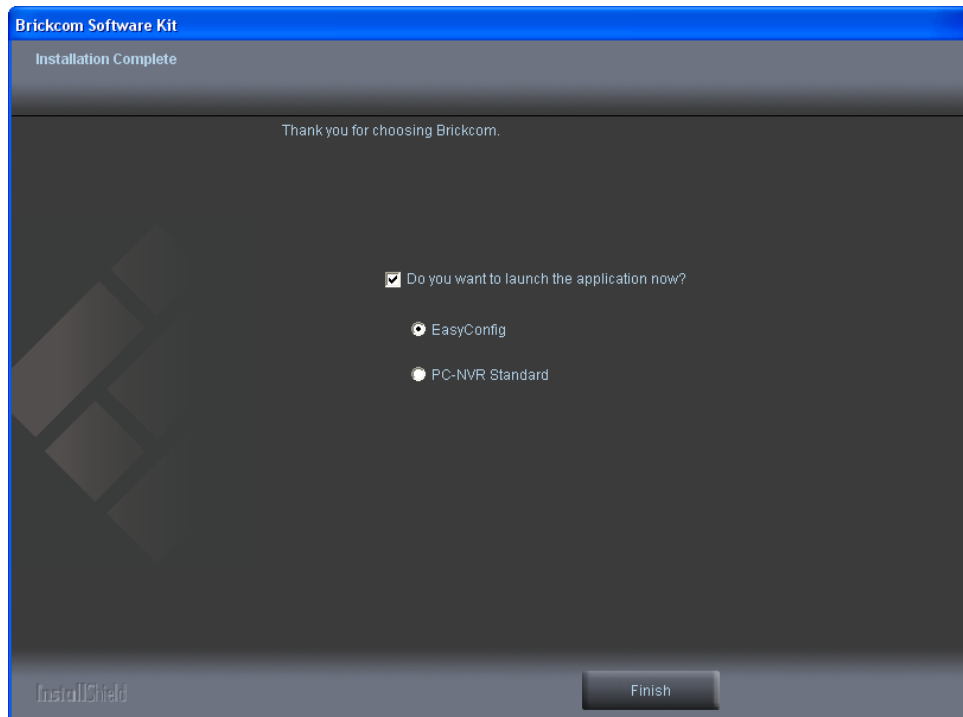 Brickcom Software Kit
Installation Complete
Thank you for choosing Brickcom.
Do you want to launch the application now?
EasyConfig
PC-NVR Standard
InstallShield
Finish